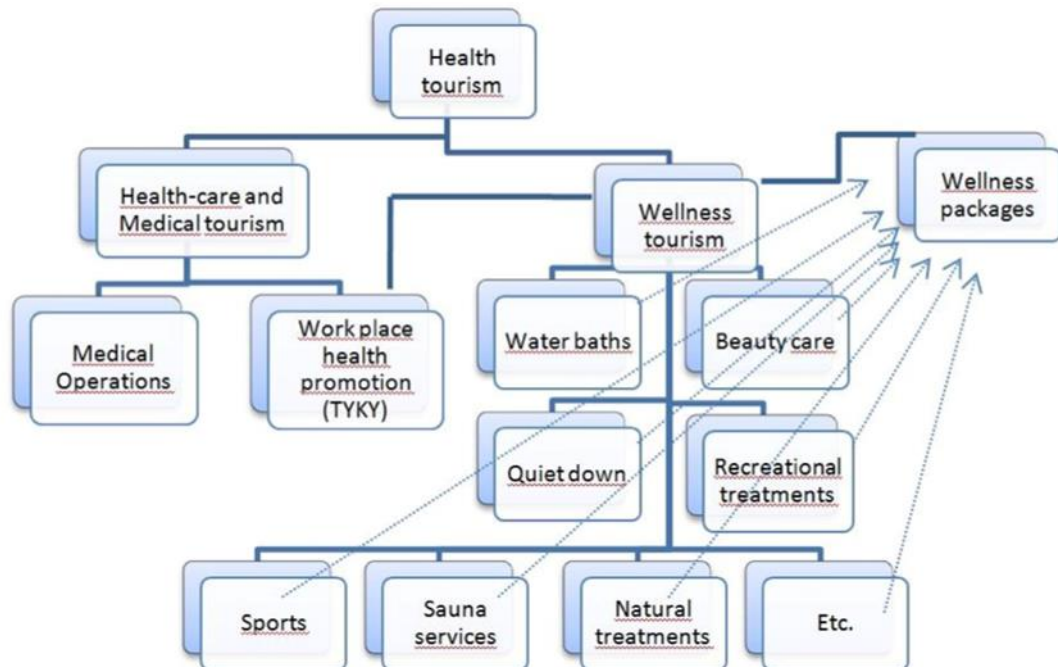 Health
tourism
Health-care and
Medical tourism
Wellness
tourism
Wellness
packages
Medical
Operations
Work place
health
promotion
(TYKY)
Water baths
Beauty care
Quiet down
Recreational
treatments
Sports
Sauna
services
Natural
treatments
Etc.